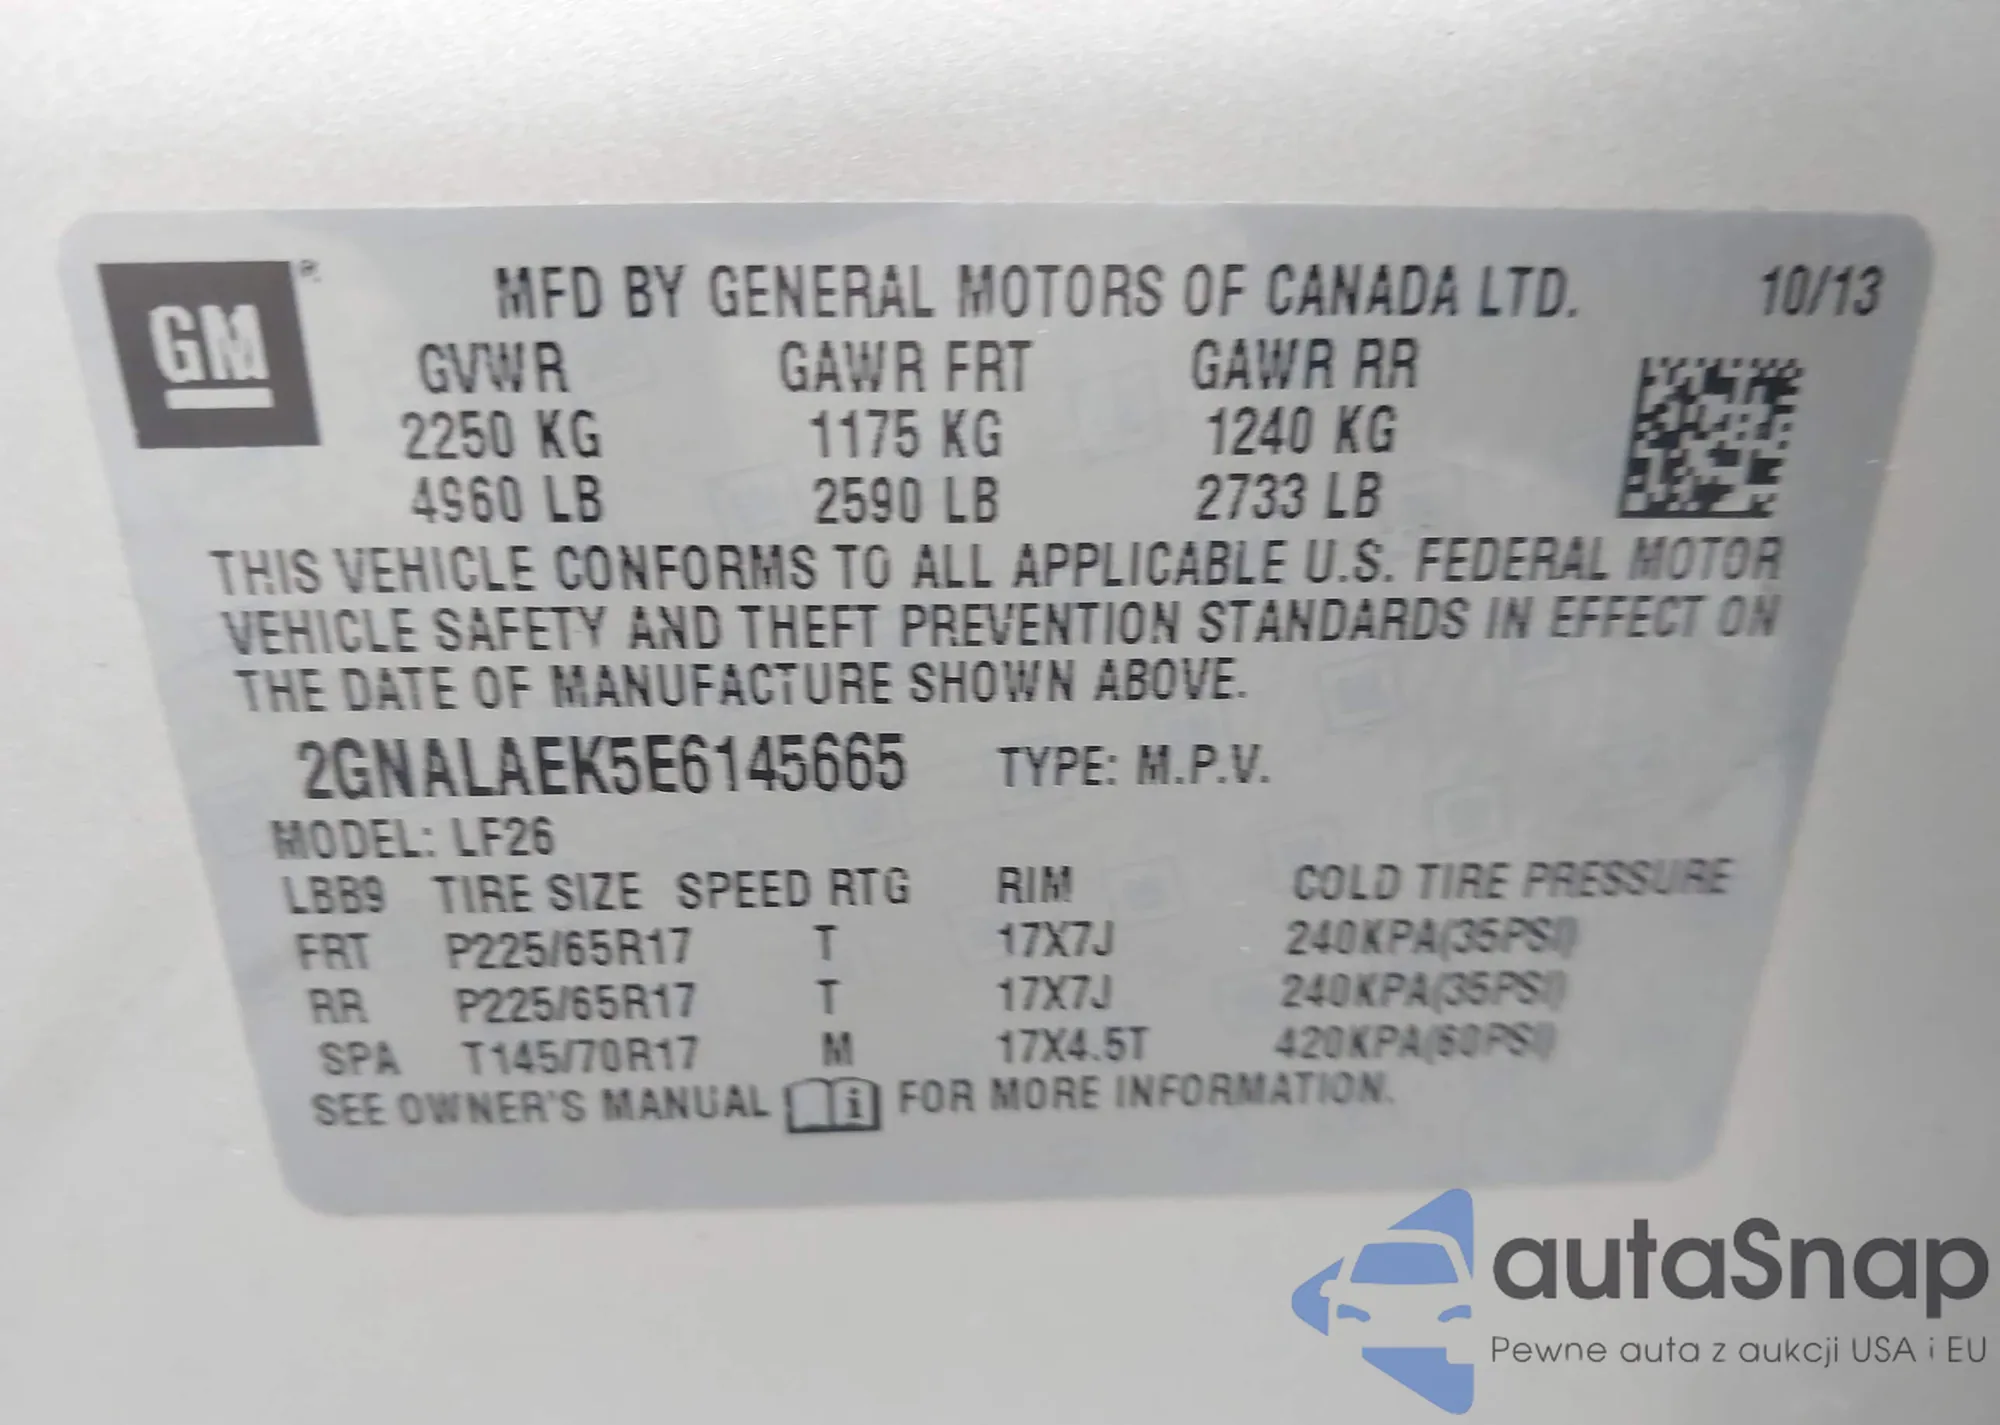 GM
MFD BY GENERAL MOTORS OF CANADA LTD. 10/13
GVWR GAWR FRT GAWR RR
2250 KG 1175 KG 1240 KG
4960 LB 2590 LB 2733 LB
THIS VEHICLE CONFORMS TO ALL APPLICABLE U.S. FEDERAL MOTOR
VEHICLE SAFETY AND THEFT PREVENTION STANDARDS IN EFFECT ON
THE DATE OF MANUFACTURE SHOWN ABOVE.
2GNALAEK5E6145665 TYPE: M.P.V.
MODEL: LF26
LBB9 TIRE SIZE SPEED RTG RIM COLD TIRE PRESSURE
FRT P225/65R17 T 17X7J 240KPA(35PSI)
RR P225/65R17 T 17X7J 240KPA(35PSI)
SPA T145/70R17 M 17X4.5T 420KPA(60PSI)
SEE OWNER'S MANUAL i FOR MORE INFORMATION.
autaSnap
Pewne auta z aukcji USA i EU